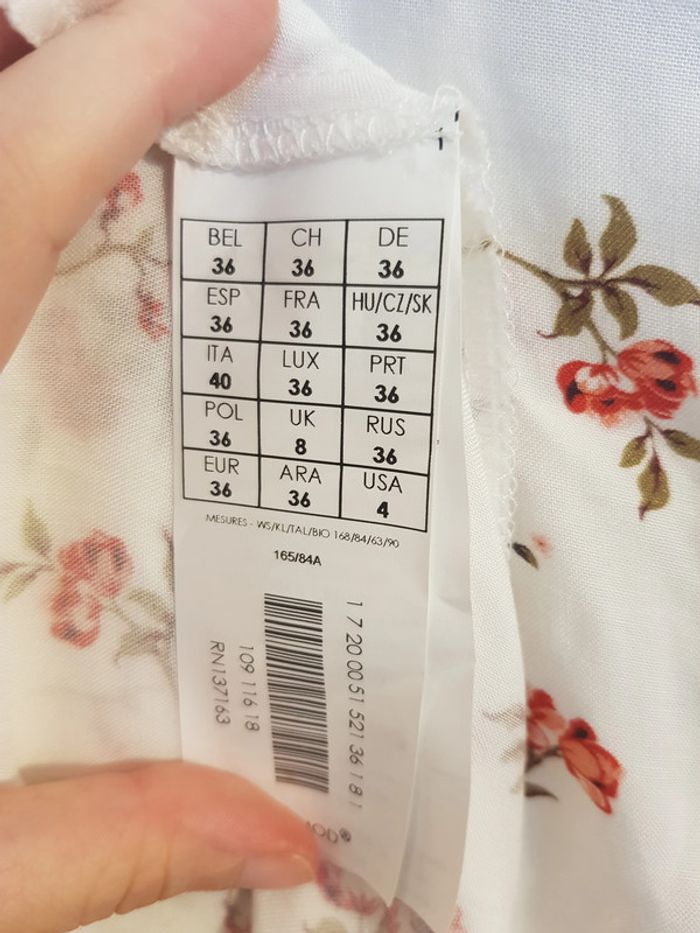 BEL CH DE
36 36 36
ESP FRA HU/CZ/SK
36 36 36
ITA LUX PRT
40 36 36
POL UK RUS
36 8 36
EUR ARA USA
36 36 4
MESURES - WS/KL/TAL/BIO 168/84/63/90
165/84A
1 7 20 00 51 521 36 18 1
109 116 18
RN137163